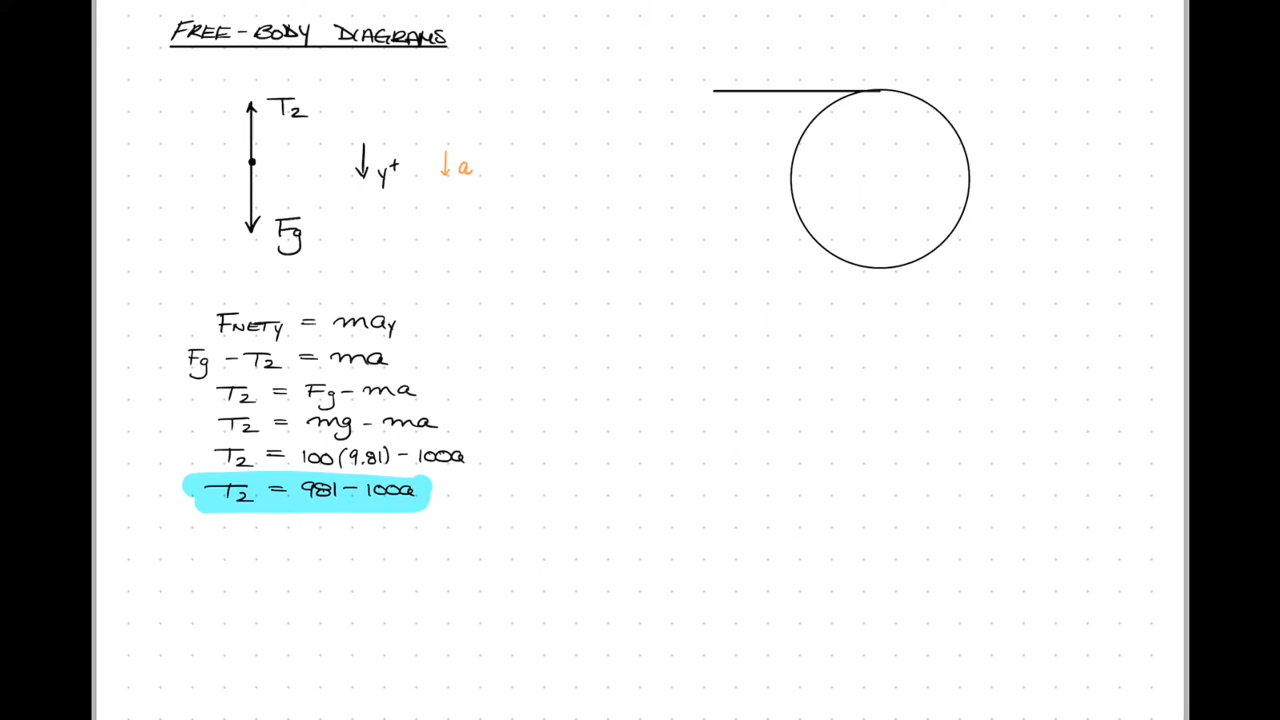 FREE-BODY DIAGRAMS
T₂
y⁺
a
Fg
FNETy = may
Fg - T₂ = ma
T₂ = Fg - ma
T₂ = mg - ma
T₂ = 100(9.81) - 100a
T₂ = 981 - 100a